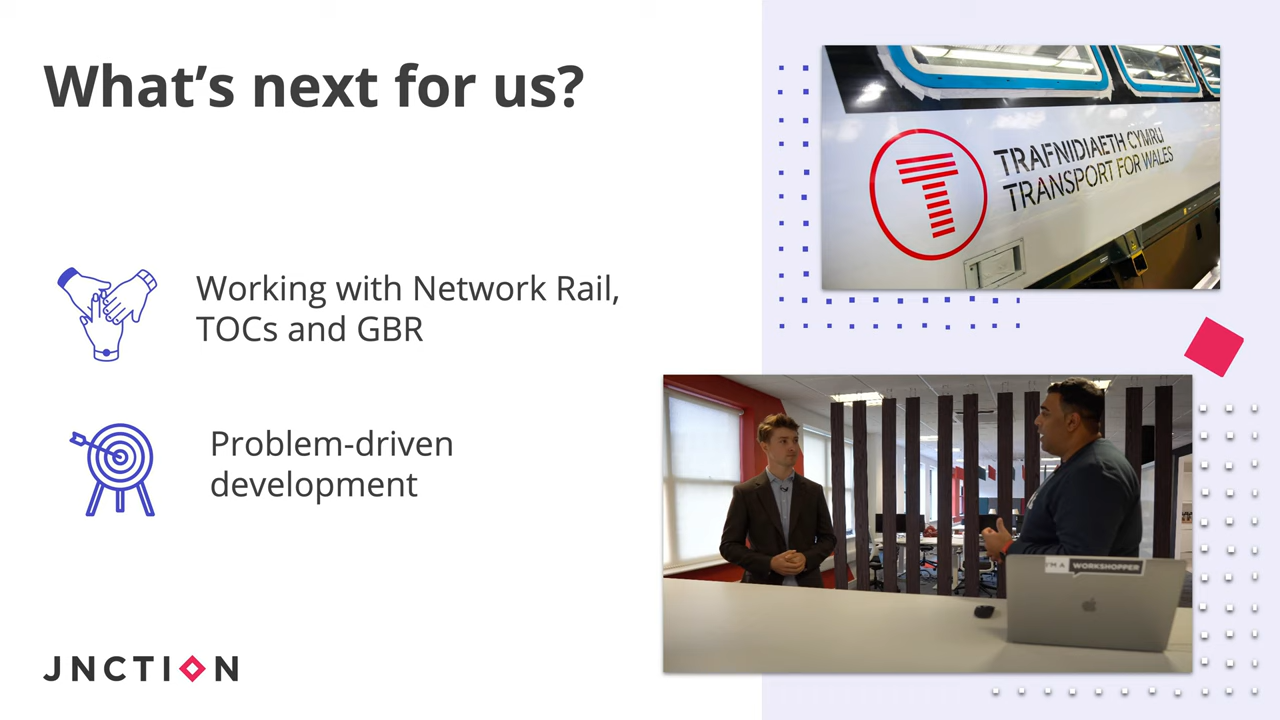 What’s next for us?
Working with Network Rail,
TOCs and GBR
Problem-driven
development
JNCTION
TRAFNIDIAETH CYMRU
TRANSPORT FOR WALES
I'M A WORKSHOPPER